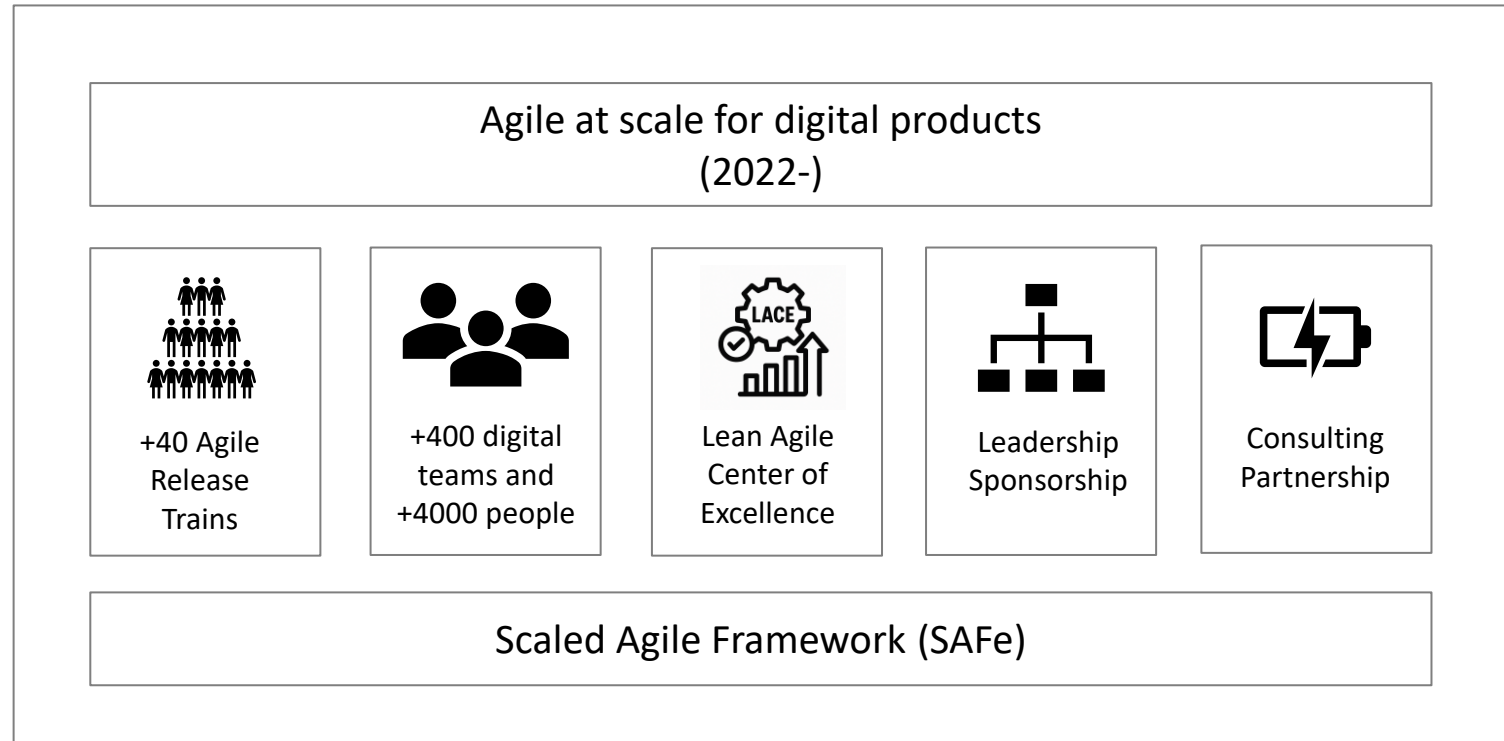 Agile at scale for digital products
(2022-)
+40 Agile
Release
Trains
+400 digital
teams and
+4000 people
LACE
Lean Agile
Center of
Excellence
Leadership
Sponsorship
Consulting
Partnership
Scaled Agile Framework (SAFe)